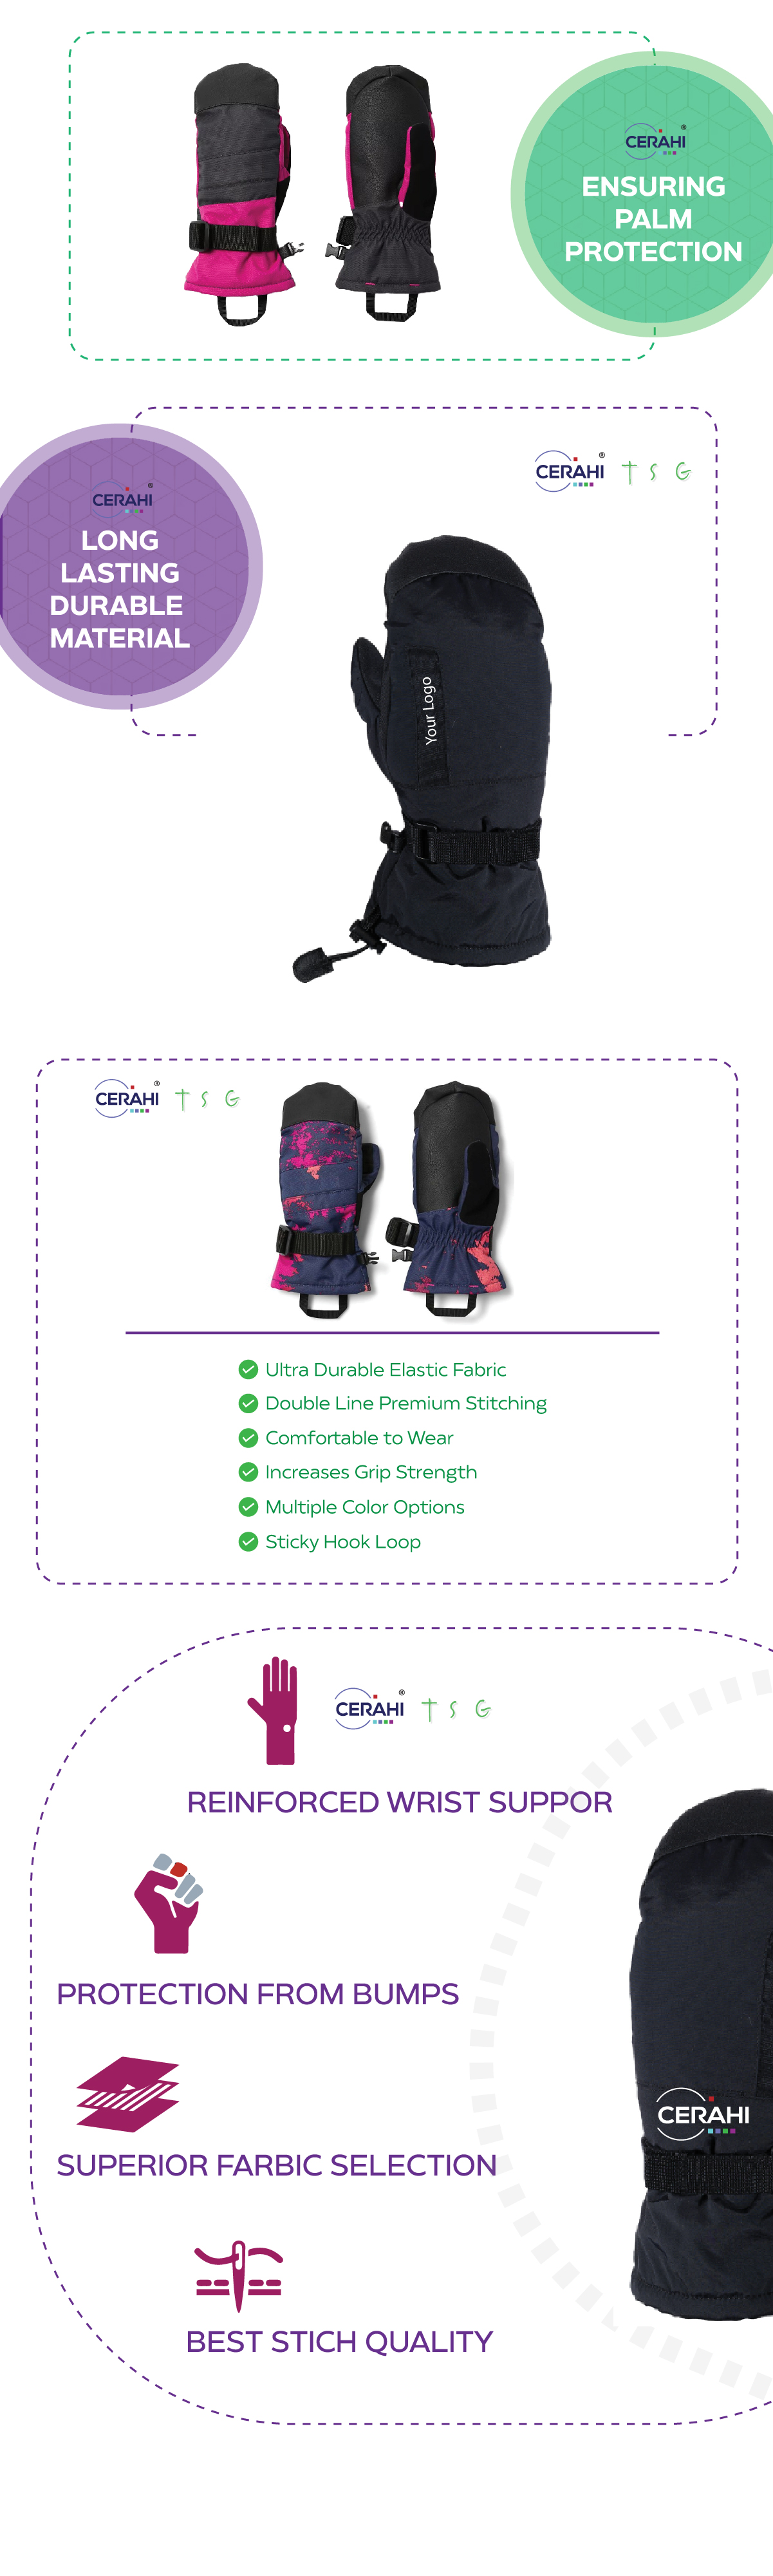 CERAHI®
ENSURING
PALM
PROTECTION
CERAHI®
LONG
LASTING
DURABLE
MATERIAL
CERAHI® T S G
Your Logo
CERAHI® T S G
Ultra Durable Elastic Fabric
Double Line Premium Stitching
Comfortable to Wear
Increases Grip Strength
Multiple Color Options
Sticky Hook Loop
CERAHI® T S G
REINFORCED WRIST SUPPOR
PROTECTION FROM BUMPS
CERAHI
SUPERIOR FARBIC SELECTION
BEST STICH QUALITY